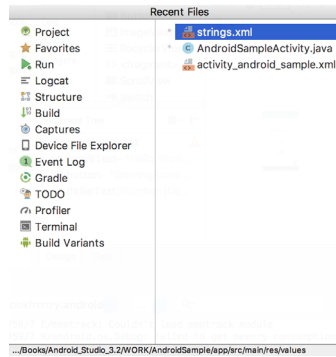 Recent Files
Project
Favorites
Run
Logcat
Structure
Build
Captures
Device File Explorer
1 Event Log
Gradle
TODO
Profiler
Terminal
Build Variants
* strings.xml
* AndroidSampleActivity.java
activity_android_sample.xml
.../Books/Android_Studio_3.2/WORK/AndroidSample/app/src/main/res/values